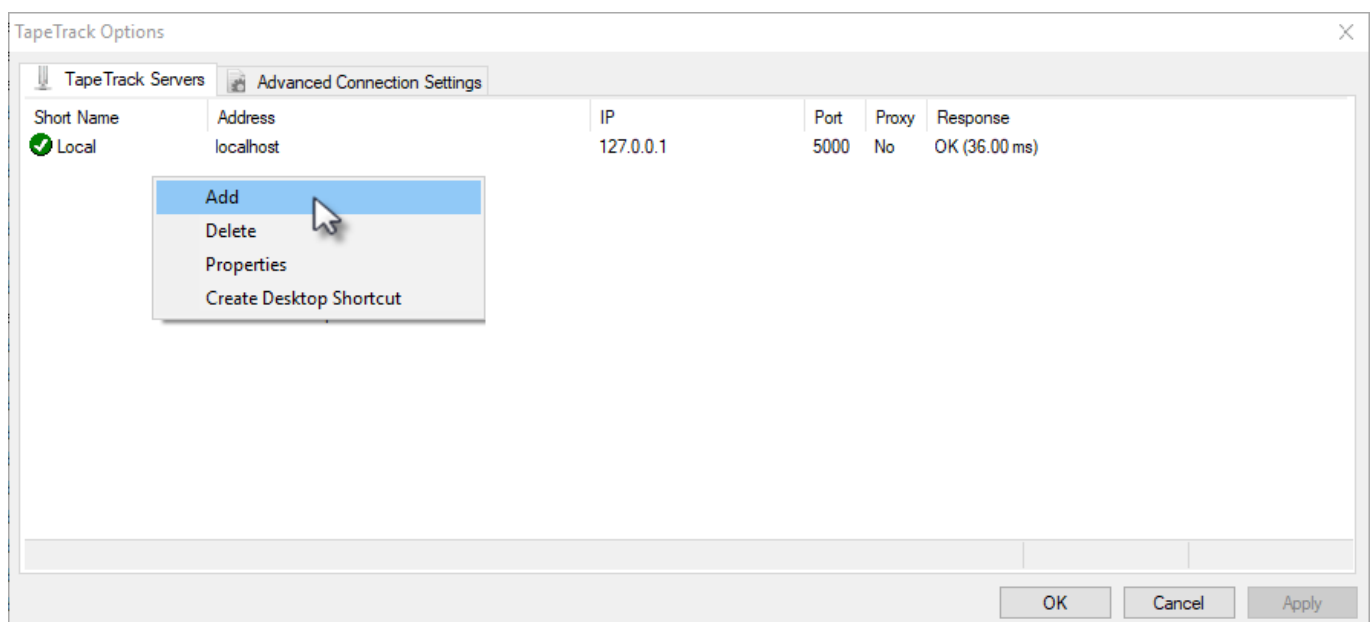 TapeTrack Options
TapeTrack Servers Advanced Connection Settings
Short Name Address IP Port Proxy Response
Local localhost 127.0.0.1 5000 No OK (36.00 ms)
Add
Delete
Properties
Create Desktop Shortcut
OK Cancel Apply